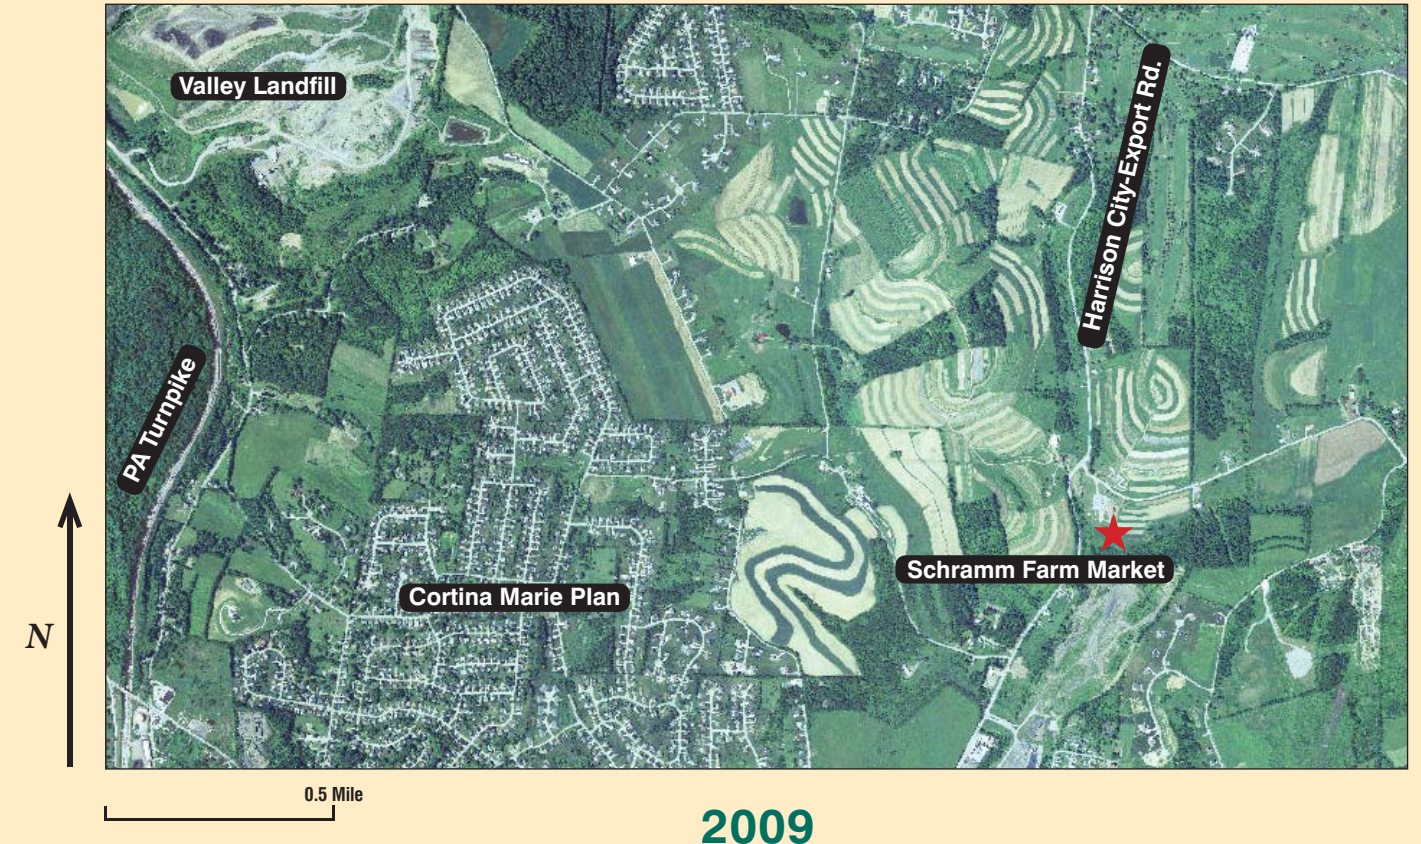 Valley Landfill
Harrison City-Export Rd.
PA Turnpike
Schramm Farm Market
Cortina Marie Plan
N
0.5 Mile
2009